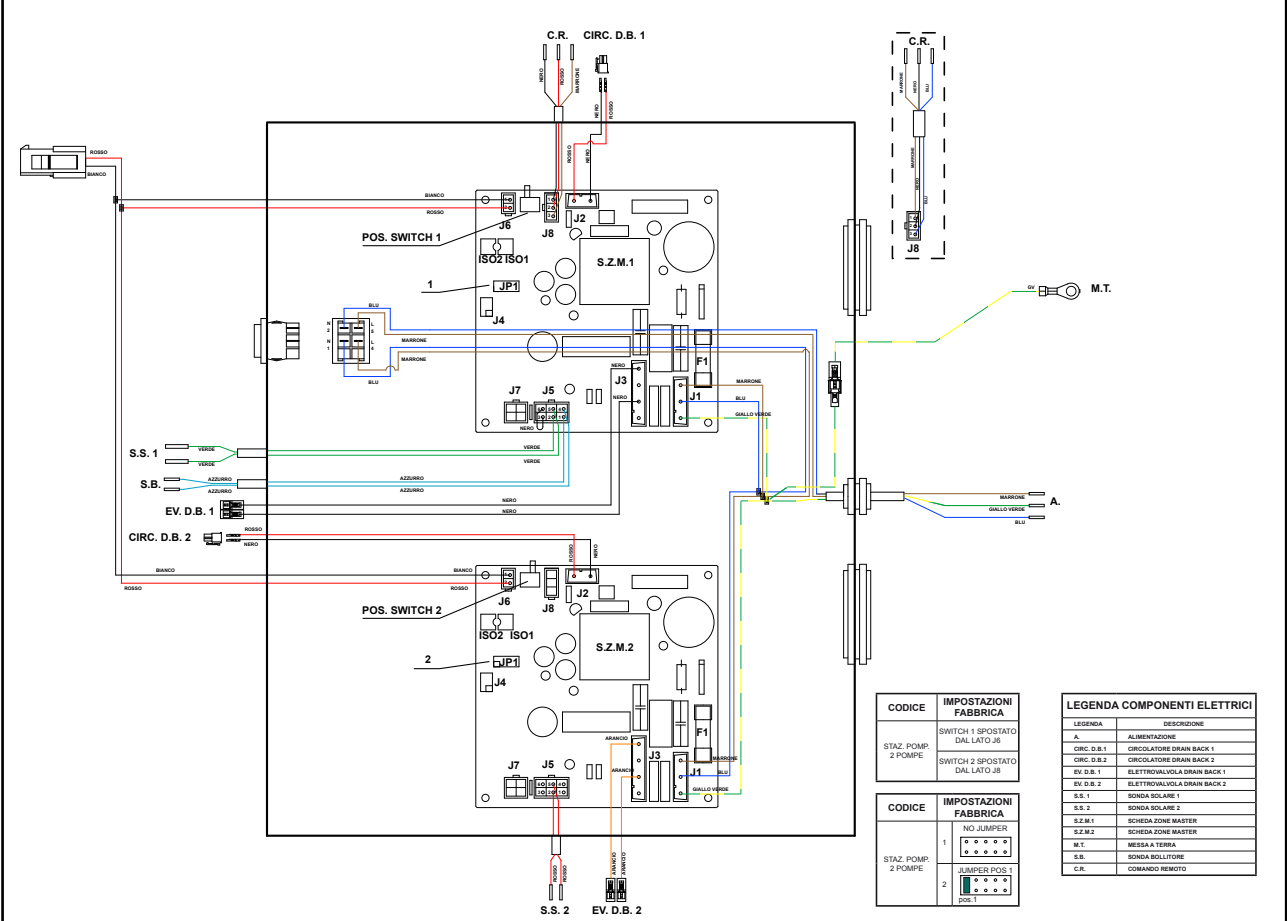 C.R.
CIRC. D.B. 1
NERO
ROSSO
MARRONE
NERO
ROSSO
ROSSO
NERO
C.R.
MARRONE
NERO
BLU
MARRONE
NERO
BLU
1
2
3
J8
ROSSO
BIANCO
BIANCO
ROSSO
J6
J8
J2
POS. SWITCH 1
ISO2 ISO1
S.Z.M.1
1
JP1
J4
GV
M.T.
BLU
N
2
L
5
N
1
L
4
MARRONE
MARRONE
BLU
NERO
F1
J3
J1
MARRONE
NERO
BLU
GIALLO VERDE
J7
J5
NERO
S.S. 1
VERDE
VERDE
VERDE
VERDE
S.B.
AZZURRO
AZZURRO
AZZURRO
AZZURRO
EV. D.B. 1
NERO
NERO
MARRONE
GIALLO VERDE
BLU
A.
CIRC. D.B. 2
ROSSO
NERO
ROSSO
NERO
BIANCO
ROSSO
BIANCO
ROSSO
J6
J8
J2
POS. SWITCH 2
ISO2 ISO1
S.Z.M.2
2
JP1
J4
F1
ARANCIO
ARANCIO
J3
J1
MARRONE
BLU
GIALLO VERDE
J7
J5
ROSSO
ROSSO
S.S. 2
ARANCIO
ARANCIO
EV. D.B. 2
CODICE
IMPOSTAZIONI
FABBRICA
STAZ. POMP.
2 POMPE
SWITCH 1 SPOSTATO
DAL LATO J6
SWITCH 2 SPOSTATO
DAL LATO J8
CODICE
IMPOSTAZIONI
FABBRICA
STAZ. POMP.
2 POMPE
1
NO JUMPER
2
JUMPER POS 1
pos.1
LEGENDA COMPONENTI ELETTRICI
LEGENDA DESCRIZIONE
A. ALIMENTAZIONE
CIRC. D.B.1 CIRCOLATORE DRAIN BACK 1
CIRC. D.B.2 CIRCOLATORE DRAIN BACK 2
EV. D.B. 1 ELETTROVALVOLA DRAIN BACK 1
EV. D.B. 2 ELETTROVALVOLA DRAIN BACK 2
S.S. 1 SONDA SOLARE 1
S.S. 2 SONDA SOLARE 2
S.Z.M.1 SCHEDA ZONE MASTER
S.Z.M.2 SCHEDA ZONE MASTER
M.T. MESSA A TERRA
S.B. SONDA BOLLITORE
C.R. COMANDO REMOTO